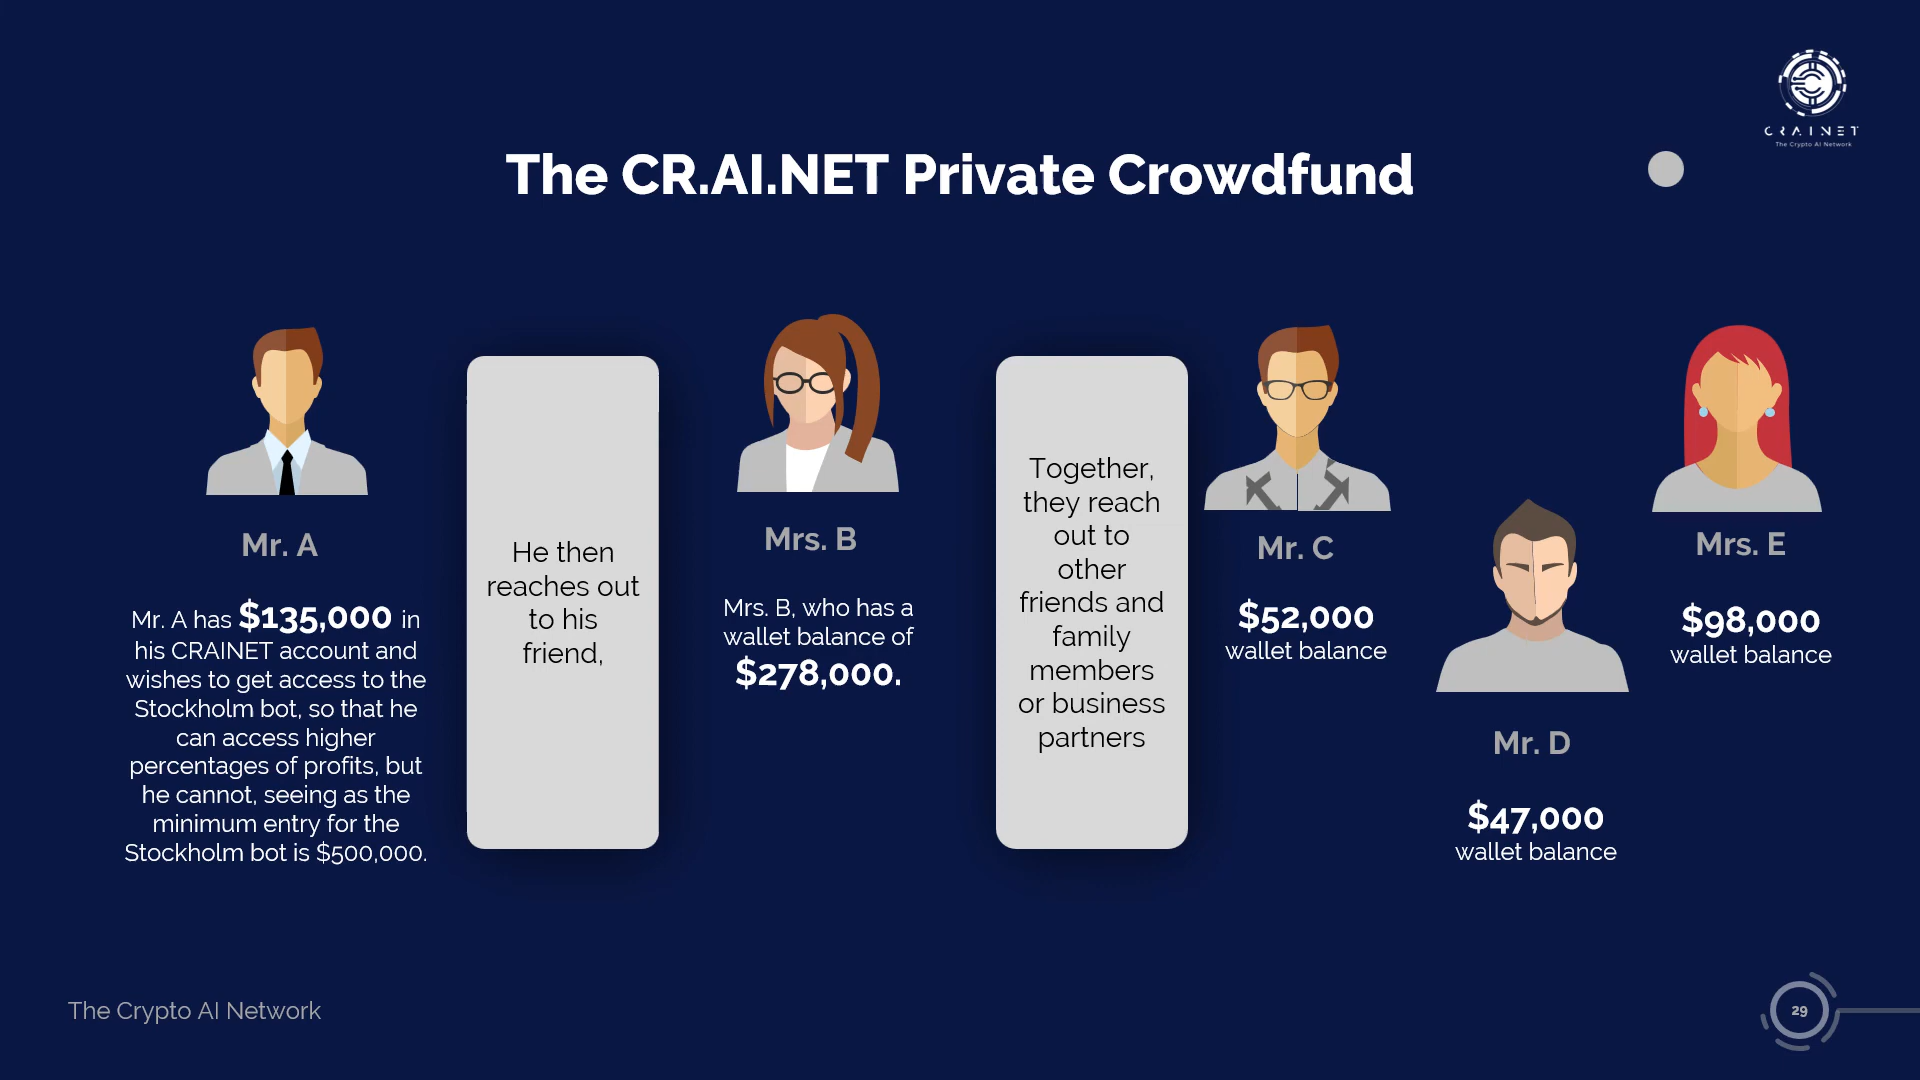 CRAINET
The Crypto AI Network
The CR.AI.NET Private Crowdfund
Mr. A
Mr. A has $135,000 in
his CRAINET account and
wishes to get access to the
Stockholm bot, so that he
can access higher
percentages of profits, but
he cannot, seeing as the
minimum entry for the
Stockholm bot is $500,000.
He then
reaches out
to his
friend,
Mrs. B
Mrs. B, who has a
wallet balance of
$278,000.
Together,
they reach
out to
other
friends and
family
members
or business
partners
Mr. C
$52,000
wallet balance
Mr. D
$47,000
wallet balance
Mrs. E
$98,000
wallet balance
The Crypto AI Network
29